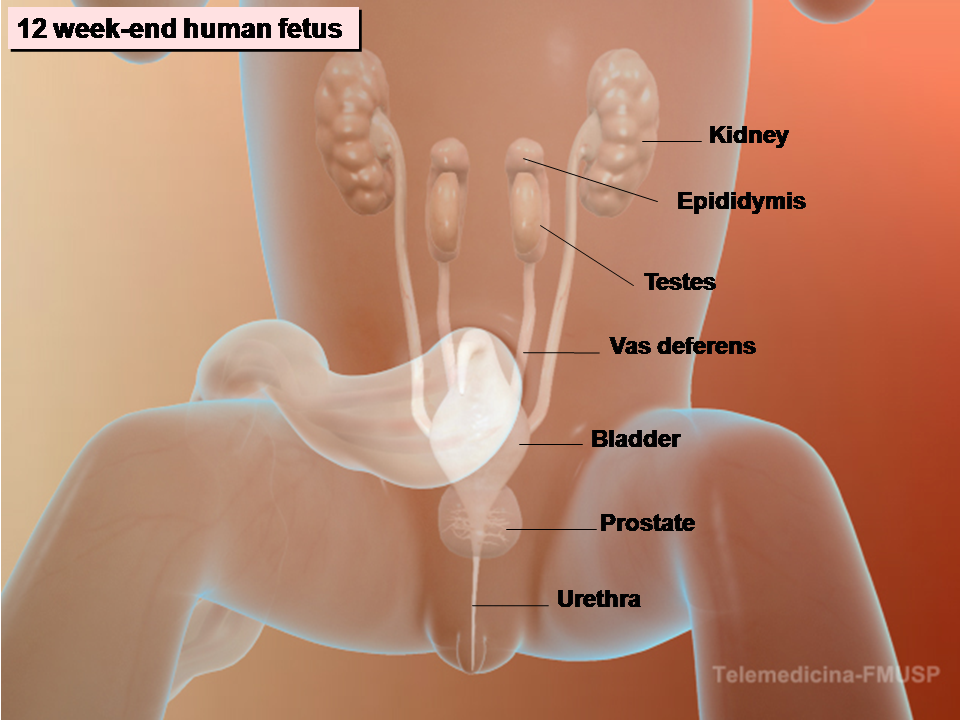 12 week-end human fetus
Kidney
Epididymis
Testes
Vas deferens
Bladder
Prostate
Urethra
Telemedicina-FMUSP